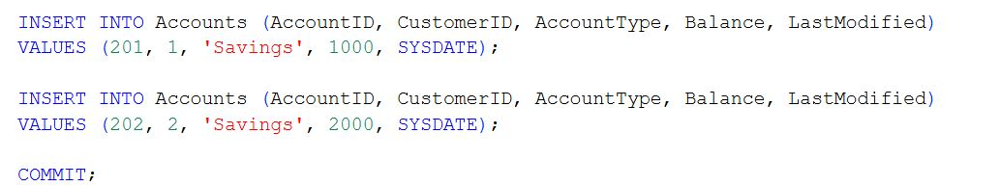 INSERT INTO Accounts (AccountID, CustomerID, AccountType, Balance, LastModified)
VALUES (201, 1, 'Savings', 1000, SYSDATE);
INSERT INTO Accounts (AccountID, CustomerID, AccountType, Balance, LastModified)
VALUES (202, 2, 'Savings', 2000, SYSDATE);
COMMIT;